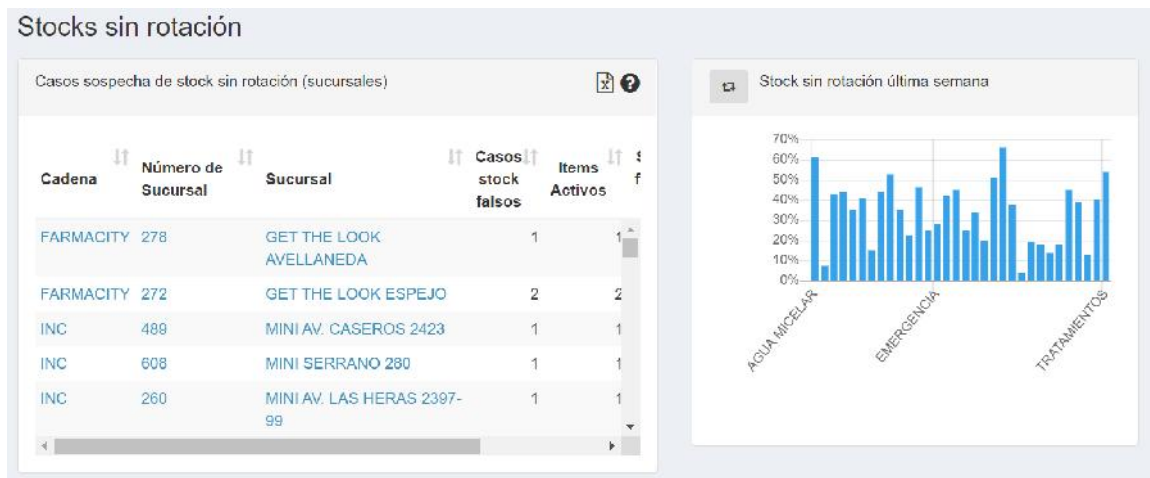 Stocks sin rotación
Casos sospecha de stock sin rotación (sucursales)
Cadena
Número de
Sucursal
Sucursal
Casos
stock
falsos
Items
Activos
S
f
FARMACITY 278 GET THE LOOK 1 1
AVELLANEDA
FARMACITY 272 GET THE LOOK ESPEJO 2 2
INC 489 MINI AV. CASEROS 2423 1 1
INC 608 MINI SERRANO 280 1 1
INC 260 MINI AV. LAS HERAS 2397- 1 1
99
Stock sin rotación última semana
70%
60%
50%
40%
30%
20%
10%
0%
AGUA MICELAR
EMERGENCIA
TRATAMIENTOS